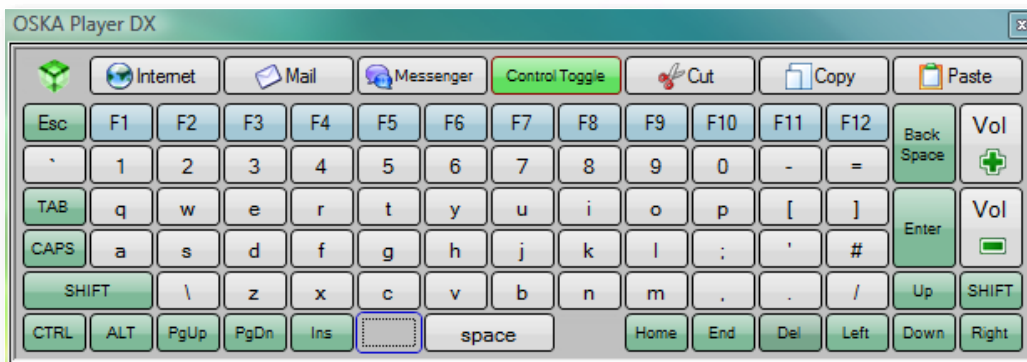 OSKA Player DX
Internet Mail Messenger Control Toggle Cut Copy Paste
Esc F1 F2 F3 F4 F5 F6 F7 F8 F9 F10 F11 F12 Back Space Vol
` 1 2 3 4 5 6 7 8 9 0 - =
TAB q w e r t y u i o p [ ] Enter Vol
CAPS a s d f g h j k l ; ' #
SHIFT \ z x c v b n m , . / Up SHIFT
CTRL ALT PgUp PgDn Ins space Home End Del Left Down Right